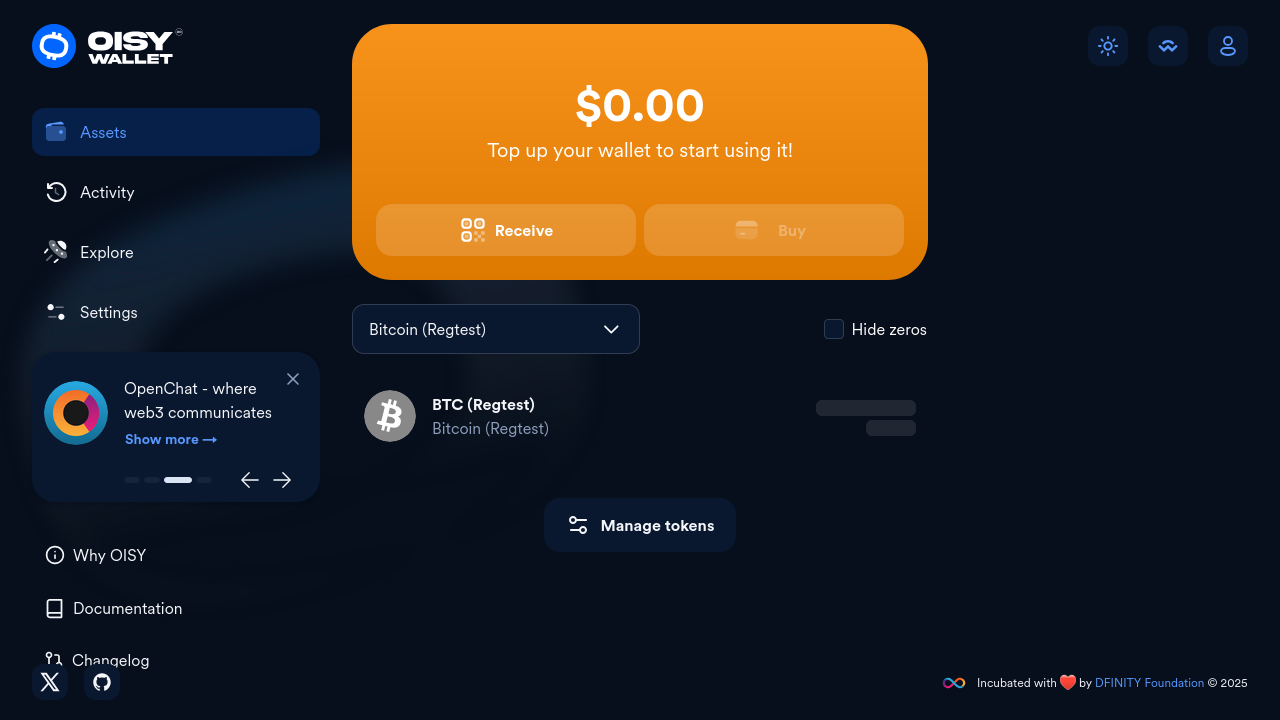 OISY
WALLET
Assets
Activity
Explore
Settings
OpenChat - where
web3 communicates
Show more →
Why OISY
Documentation
Changelog
$0.00
Top up your wallet to start using it!
Receive
Buy
Bitcoin (Regtest)
Hide zeros
BTC (Regtest)
Bitcoin (Regtest)
Manage tokens
Incubated with ❤️ by DFINITY Foundation © 2025